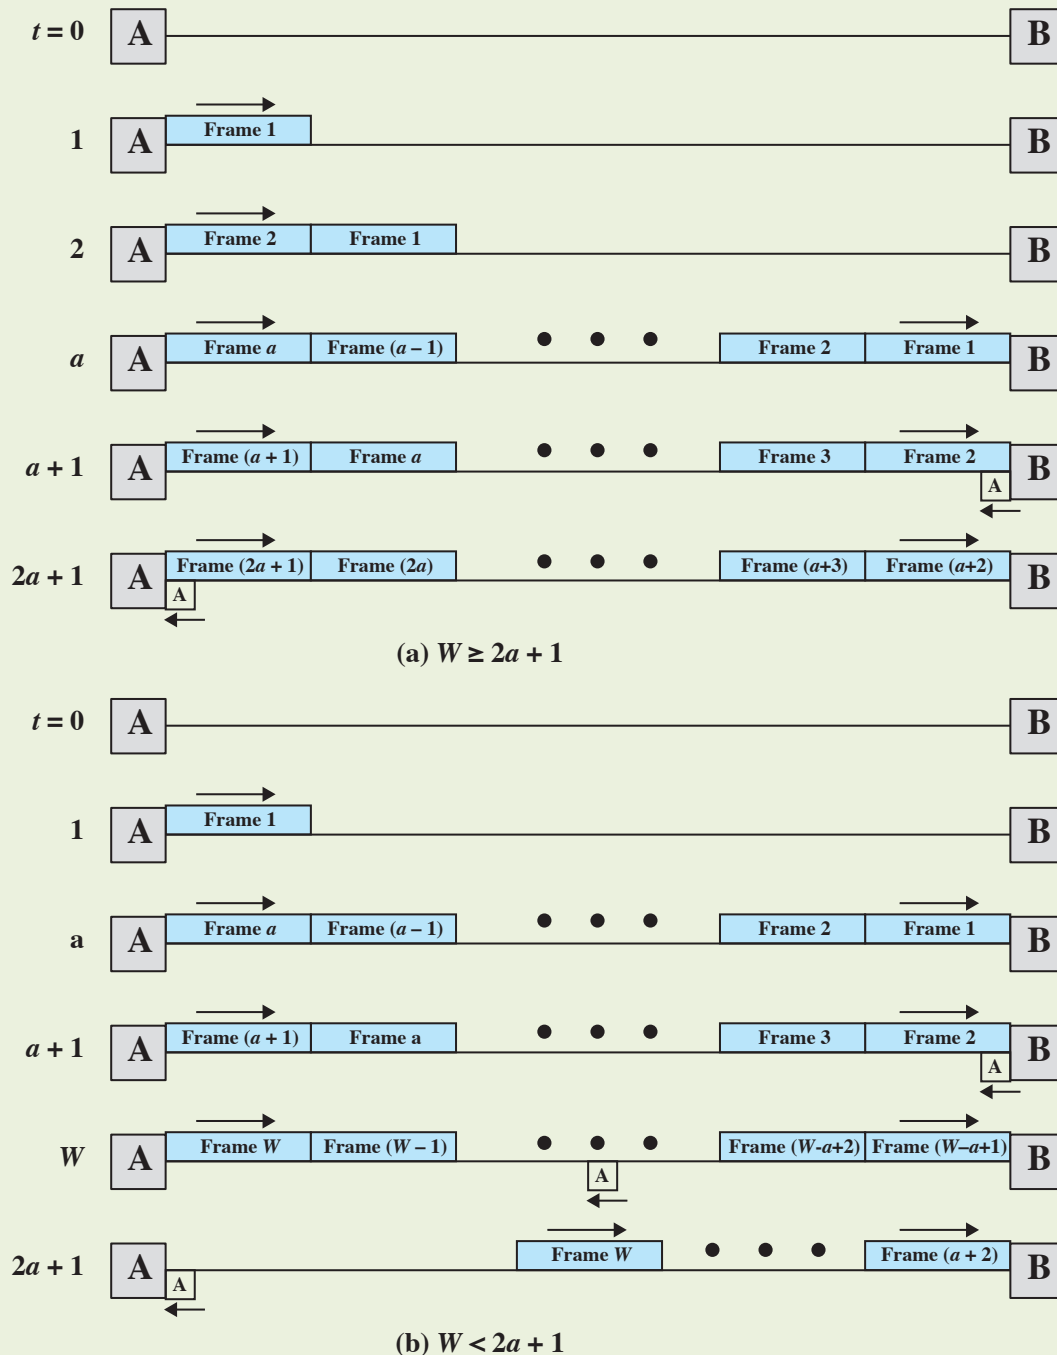 t = 0 A B
1 A Frame 1 B
2 A Frame 2 Frame 1 B
a A Frame a Frame (a – 1) Frame 2 Frame 1 B
a + 1 A Frame (a + 1) Frame a Frame 3 Frame 2 B
A
2a + 1 A Frame (2a + 1) Frame (2a) Frame (a+3) Frame (a+2) B
A
(a) W ≥ 2a + 1
t = 0 A B
1 A Frame 1 B
a A Frame a Frame (a – 1) Frame 2 Frame 1 B
a + 1 A Frame (a + 1) Frame a Frame 3 Frame 2 B
A
W A Frame W Frame (W – 1) Frame (W-a+2) Frame (W–a+1) B
A
2a + 1 A Frame W Frame (a + 2) B
A
(b) W < 2a + 1